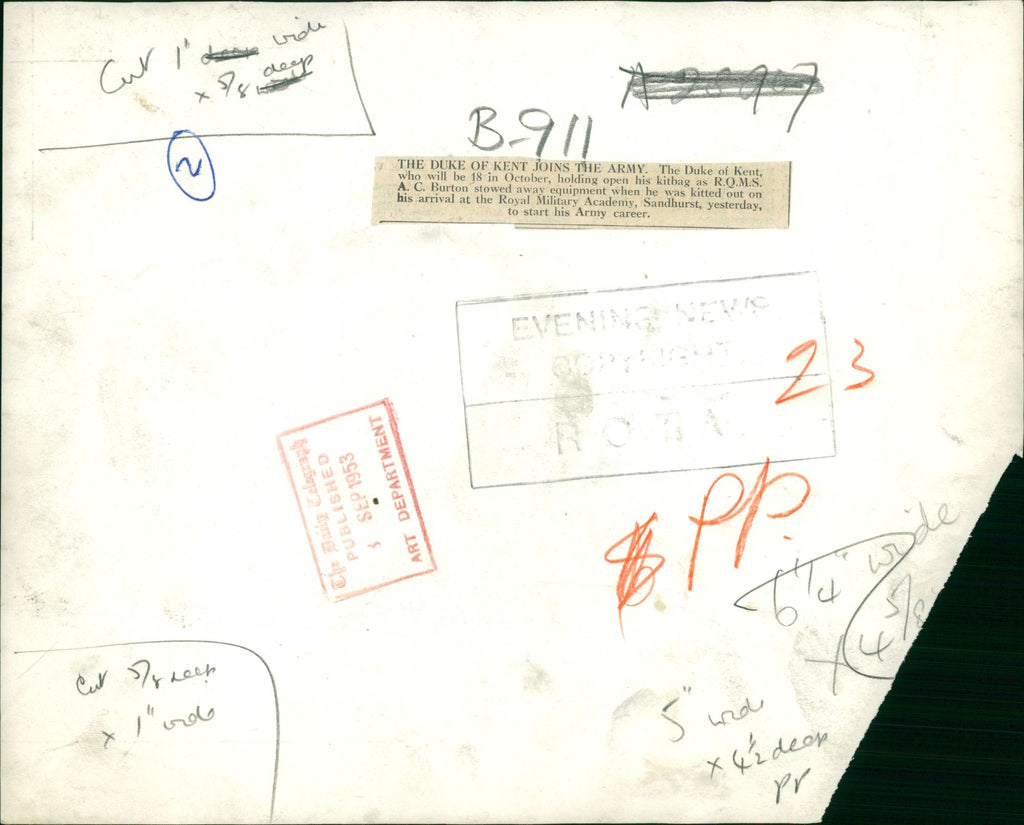 Cut 1" deep wide
x 5/8 deep
A 28907
B-911
2
THE DUKE OF KENT JOINS THE ARMY. The Duke of Kent,
who will be 18 in October, holding open his kitbag as R.Q.M.S.
A. C. Burton stowed away equipment when he was kitted out on
his arrival at the Royal Military Academy, Sandhurst, yesterday,
to start his Army career.
EVENING NEWS
COPYRIGHT
ROTA
23
The Daily Telegraph
PUBLISHED
SEP 1953
ART DEPARTMENT
PP.
6 1/4" wide
x 4 5/8"
Cut 5/8 deep
x 1" wide
5" wide
x 4½ deep
PP